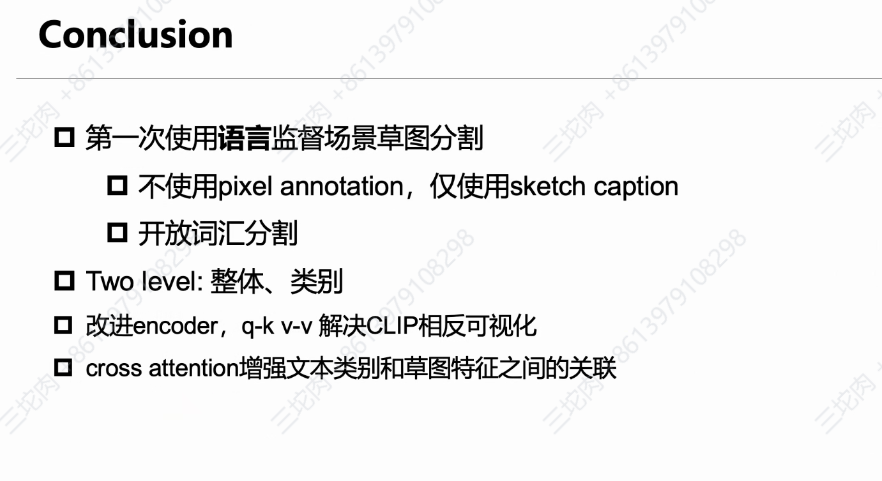 Conclusion
第一次使用语言监督场景草图分割
不使用pixel annotation，仅使用sketch caption
开放词汇分割
Two level: 整体、类别
改进encoder，q-k v-v 解决CLIP相反可视化
cross attention增强文本类别和草图特征之间的关联
三坨肉 +8613979108298